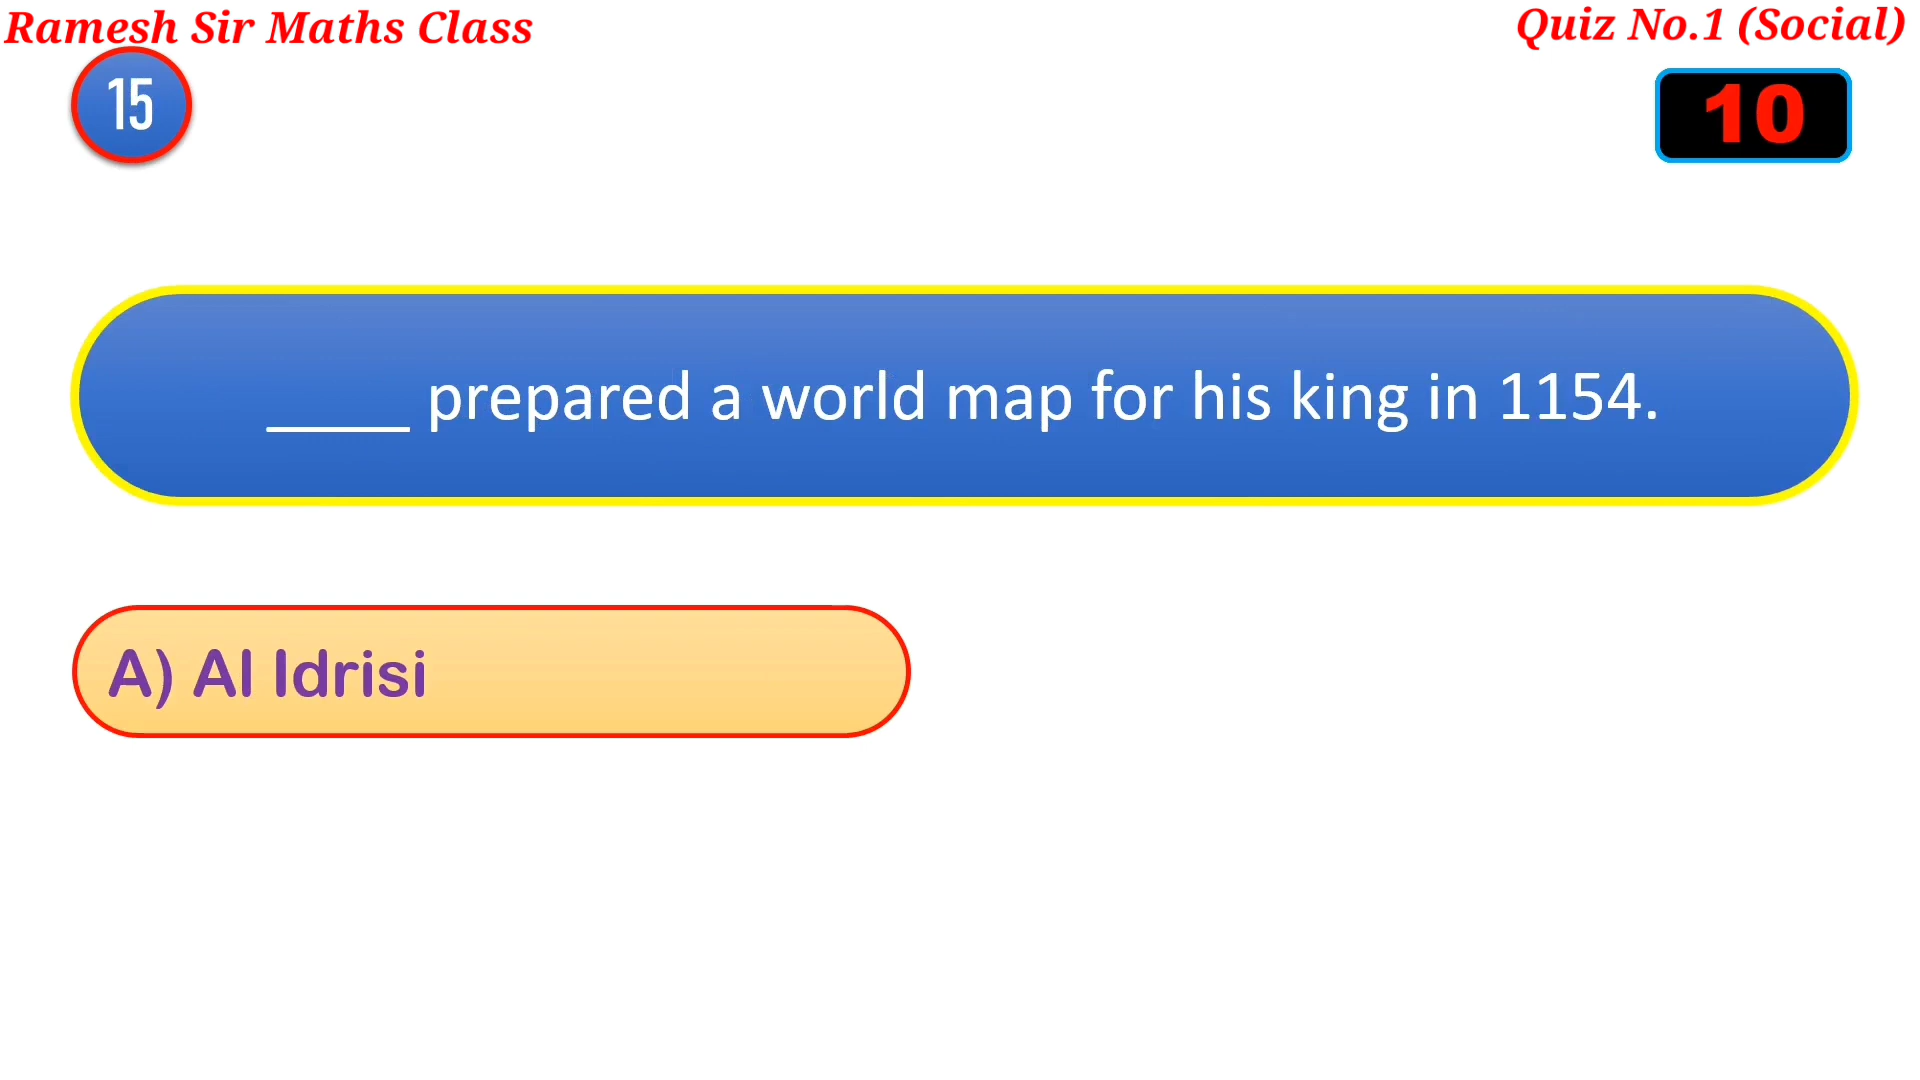 Ramesh Sir Maths Class
Quiz No.1 (Social)
15
10
_____ prepared a world map for his king in 1154.
A) Al Idrisi